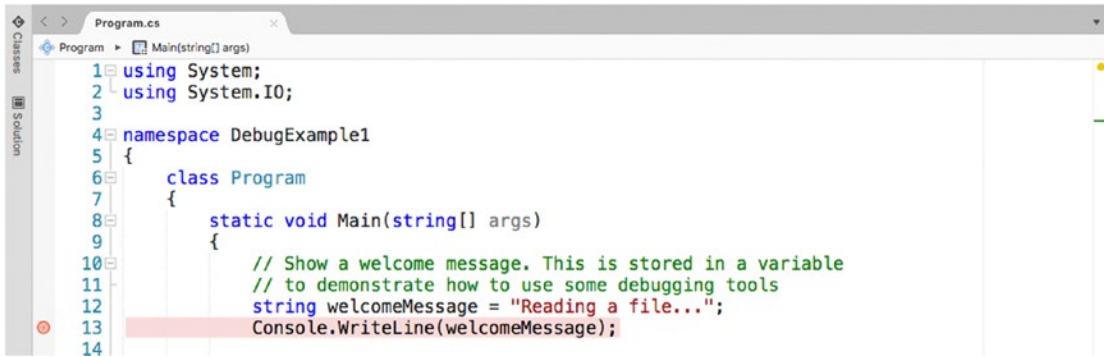 Classes
Solution
Program.cs
Program Main(string[] args)
1 using System;
2 using System.IO;
3
4 namespace DebugExample1
5 {
6 class Program
7 {
8 static void Main(string[] args)
9 {
10 // Show a welcome message. This is stored in a variable
11 // to demonstrate how to use some debugging tools
12 string welcomeMessage = "Reading a file...";
13 Console.WriteLine(welcomeMessage);
14